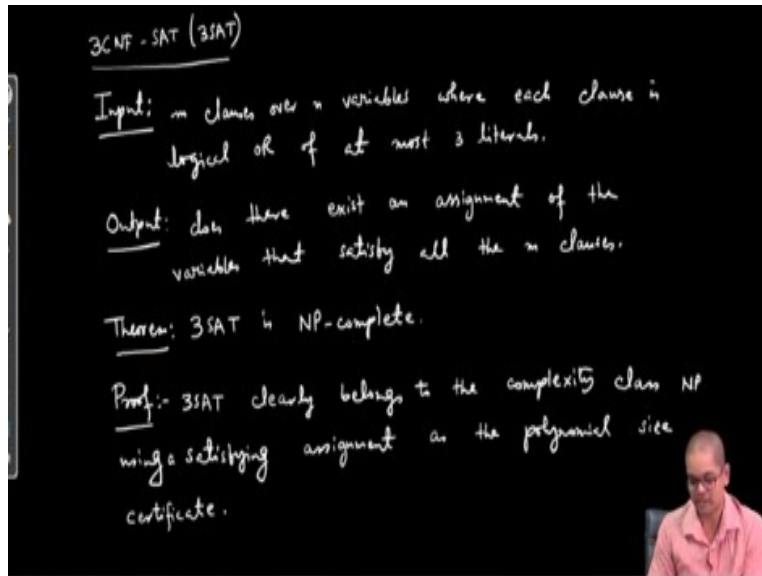 3CNF-SAT (3SAT)
Input: m clauses over n variables where each clause is
logical OR of at most 3 literals.
Output: does there exist an assignment of the
variables that satisfy all the m clauses.
Theorem: 3SAT is NP-complete.
Proof:- 3SAT clearly belongs to the complexity class NP
using a satisfying assignment as the polynomial size
certificate.